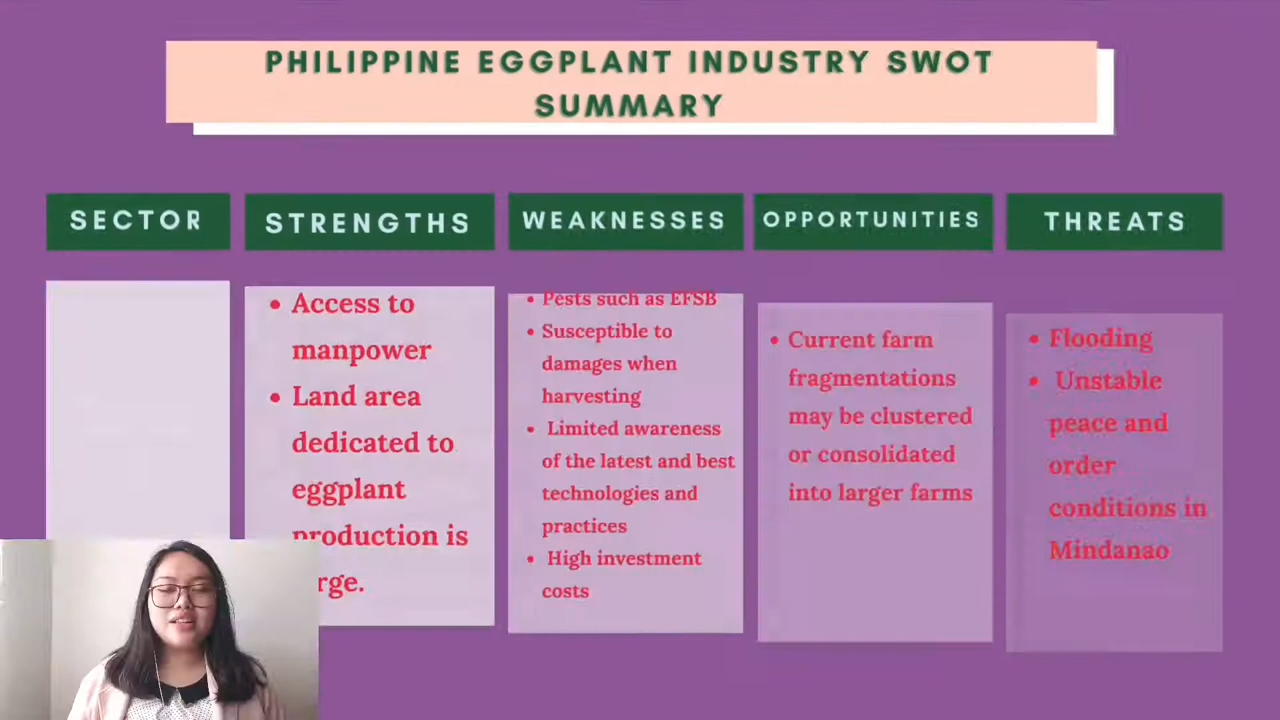 PHILIPPINE EGGPLANT INDUSTRY SWOT
SUMMARY
SECTOR
STRENGTHS
WEAKNESSES
OPPORTUNITIES
THREATS
• Access to
manpower
• Land area
dedicated to
eggplant
production is
rge.
• Pests such as EFSB
• Susceptible to
damages when
harvesting
• Limited awareness
of the latest and best
technologies and
practices
• High investment
costs
• Current farm
fragmentations
may be clustered
or consolidated
into larger farms
• Flooding
• Unstable
peace and
order
conditions in
Mindanao